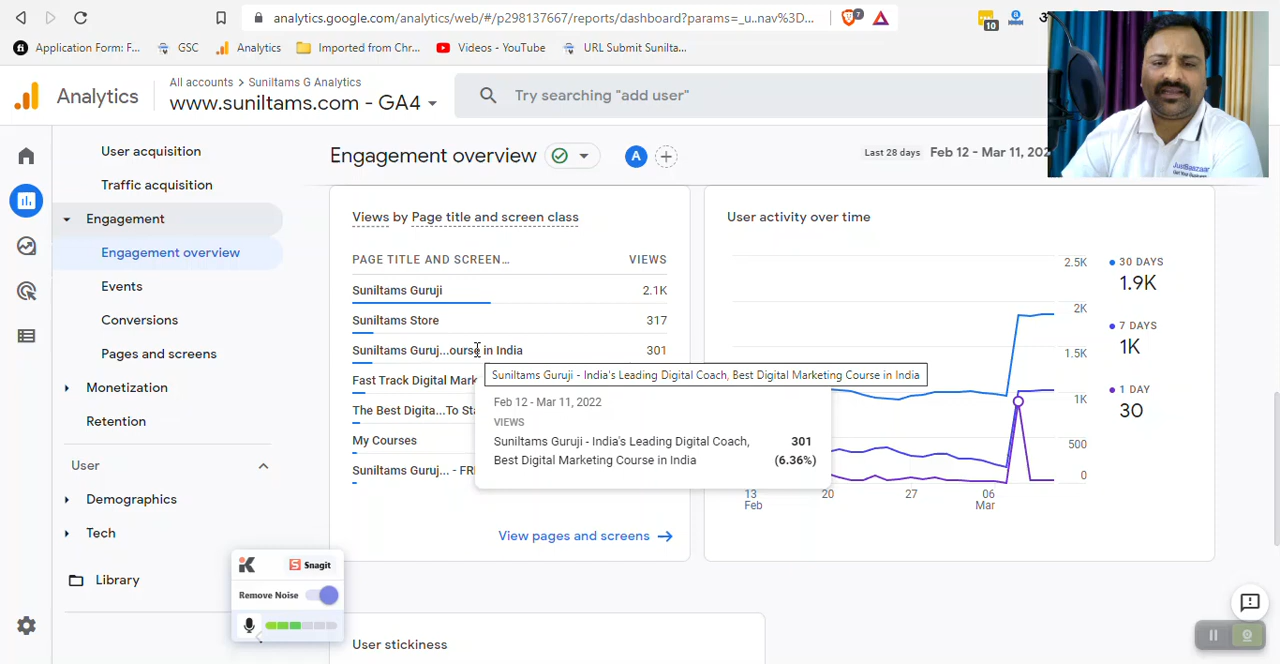 analytics.google.com/analytics/web/#/p298137667/reports/dashboard?params=_u..nav%3D...
7
10
Application Form: F...
GSC
Analytics
Imported from Chr...
Videos - YouTube
URL Submit Sunilta...
Analytics
All accounts > Suniltams G Analytics
www.suniltams.com - GA4
Try searching "add user"
JustBaazaar
User acquisition
Traffic acquisition
Engagement
Engagement overview
Events
Conversions
Pages and screens
Monetization
Retention
User
Demographics
Tech
Library
Engagement overview
A
Last 28 days
Feb 12 - Mar 11, 202
Views by Page title and screen class
PAGE TITLE AND SCREEN...
VIEWS
Suniltams Guruji
2.1K
Suniltams Store
317
Suniltams Guruj...ourse in India
301
Fast Track Digital Mark
The Best Digita...To Sta
My Courses
Suniltams Guruj... - FR
Suniltams Guruji - India's Leading Digital Coach, Best Digital Marketing Course in India
Feb 12 - Mar 11, 2022
VIEWS
Suniltams Guruji - India's Leading Digital Coach,
Best Digital Marketing Course in India
301
(6.36%)
View pages and screens
User activity over time
2.5K
2K
1.5K
1K
500
0
13
Feb
20
27
06
Mar
30 DAYS
1.9K
7 DAYS
1K
1 DAY
30
User stickiness
Snagit
Remove Noise